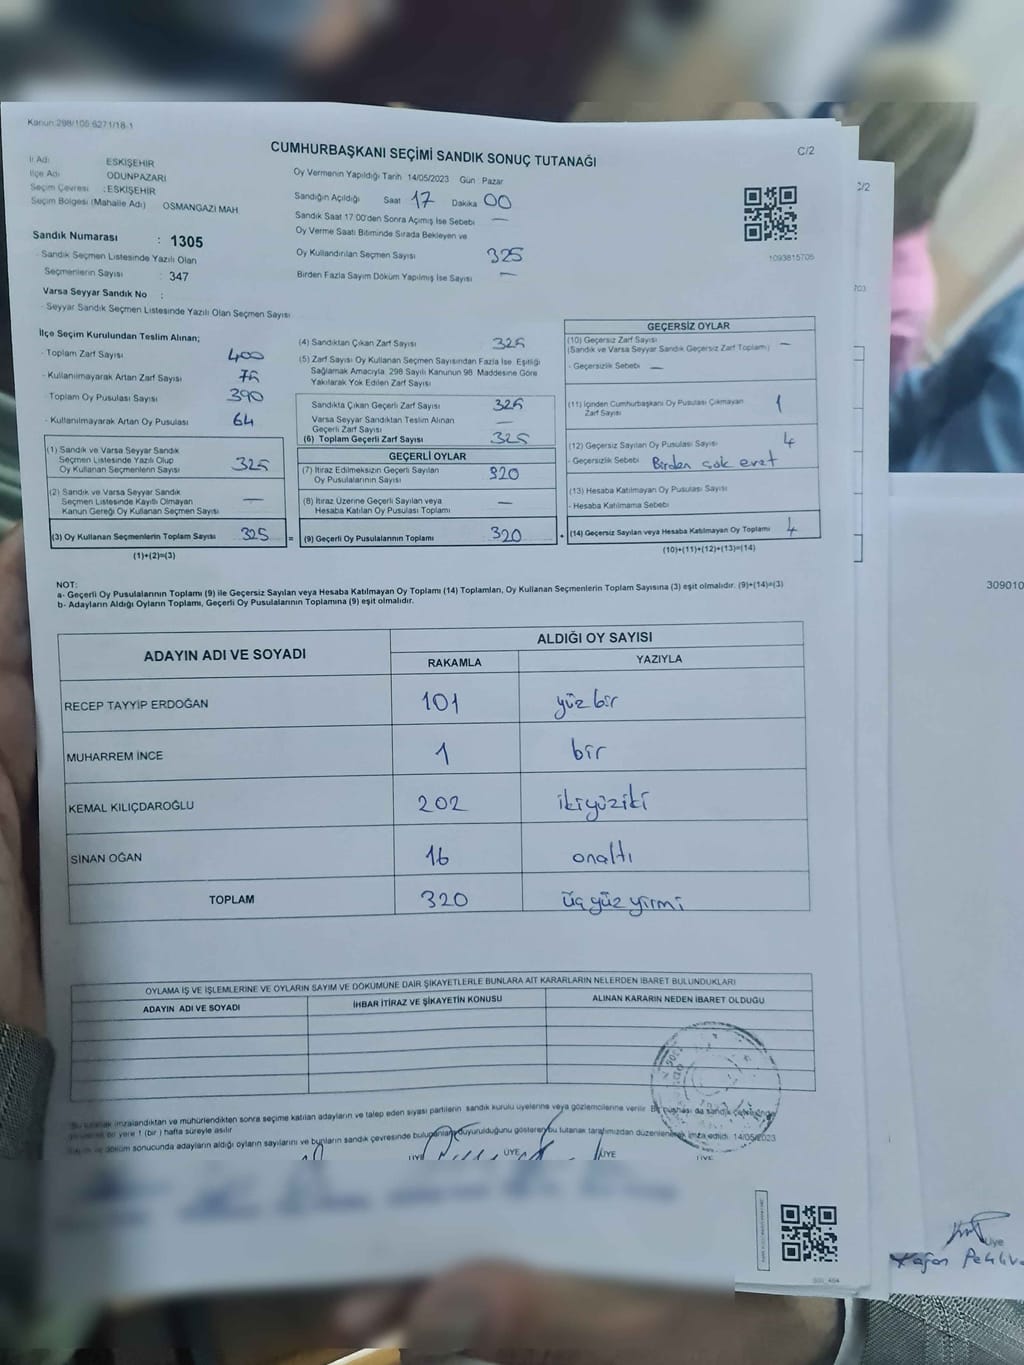 Kanun:298/105-6271/18-1
CUMHURBAŞKANI SEÇİMİ SANDIK SONUÇ TUTANAĞI
C/2
İl Adı ESKİŞEHİR
İlçe Adı ODUNPAZARI
Seçim Çevresi :ESKİŞEHİR
Seçim Bölgesi (Mahalle Adı) OSMANGAZİ MAH
Sandık Numarası : 1305
- Sandık Seçmen Listesinde Yazılı Olan
Seçmenlerin Sayısı : 347
Varsa Seyyar Sandık No :
- Seyyar Sandık Seçmen Listesinde Yazılı Olan Seçmen Sayısı
Oy Vermenin Yapıldığı Tarih 14/05/2023 Gün : Pazar
Sandığın Açıldığı Saat 17 Dakika 00
Sandık Saat 17 00'den Sonra Açılmış İse Sebebi —
Oy Verme Saati Bitiminde Sırada Bekleyen ve
Oy Kullandırılan Seçmen Sayısı 325
Birden Fazla Sayım Döküm Yapılmış İse Sayısı —
1093815705
İlçe Seçim Kurulundan Teslim Alınan;
- Toplam Zarf Sayısı 400
- Kullanılmayarak Artan Zarf Sayısı
- Toplam Oy Pusulası Sayısı 390
- Kullanılmayarak Artan Oy Pusulası 64
(1) Sandık ve Varsa Seyyar Sandık
Seçmen Listesinde Yazılı Olup
Oy Kullanan Seçmenlerin Sayısı 325
(2) Sandık ve Varsa Seyyar Sandık
Seçmen Listesinde Kayıtlı Olmayan
Kanun Gereği Oy Kullanan Seçmen Sayısı —
(3) Oy Kullanan Seçmenlerin Toplam Sayısı 325
(1)+(2)=(3)
(4) Sandıktan Çıkan Zarf Sayısı 325
(5) Zarf Sayısı Oy Kullanan Seçmen Sayısından Fazla İse, Eşitliği
Sağlamak Amacıyla, 298 Sayılı Kanunun 98. Maddesine Göre
Yakılarak Yok Edilen Zarf Sayısı
Sandıkta Çıkan Geçerli Zarf Sayısı 325
Varsa Seyyar Sandıktan Teslim Alınan
Geçerli Zarf Sayısı —
(6) Toplam Geçerli Zarf Sayısı 325
GEÇERLİ OYLAR
(7) İtiraz Edilmeksizin Geçerli Sayılan
Oy Pusulalarının Sayısı 320
(8) İtiraz Üzerine Geçerli Sayılan veya
Hesaba Katılan Oy Pusulası Toplamı —
= (9) Geçerli Oy Pusulalarının Toplamı 320 +
GEÇERSİZ OYLAR
(10) Geçersiz Zarf Sayısı —
(Sandık ve Varsa Seyyar Sandık Geçersiz Zarf Toplamı)
- Geçersizlik Sebebi —
(11) İçinden Cumhurbaşkanı Oy Pusulası Çıkmayan
Zarf Sayısı 1
(12) Geçersiz Sayılan Oy Pusulası Sayısı 4
- Geçersizlik Sebebi Birden çok evet
(13) Hesaba Katılmayan Oy Pusulası Sayısı
- Hesaba Katılmama Sebebi
(14) Geçersiz Sayılan veya Hesaba Katılmayan Oy Toplamı 4
(10)+(11)+(12)+(13)=(14)
NOT:
a- Geçerli Oy Pusulalarının Toplamı (9) ile Geçersiz Sayılan veya Hesaba Katılmayan Oy Toplamı (14) Toplamları, Oy Kullanan Seçmenlerin Toplam Sayısına (3) eşit olmalıdır. (9)+(14)=(3)
b- Adayların Aldığı Oyların Toplamı, Geçerli Oy Pusulalarının Toplamına (9) eşit olmalıdır.
ADAYIN ADI VE SOYADI
ALDIĞI OY SAYISI
RAKAMLA YAZIYLA
RECEP TAYYİP ERDOĞAN 101 yüzbir
MUHARREM İNCE 1 bir
KEMAL KILIÇDAROĞLU 202 ikiyüziki
SİNAN OĞAN 16 onaltı
TOPLAM 320 üçyüz yirmi
OYLAMA İŞ VE İŞLEMLERİNE VE OYLARIN SAYIM VE DÖKÜMÜNE DAİR ŞİKAYETLERLE BUNLARA AİT KARARLARIN NELERDEN İBARET BULUNDUKLARI
ADAYIN ADI VE SOYADI İHBAR İTİRAZ VE ŞİKAYETİN KONUSU ALINAN KARARIN NEDEN İBARET OLDUĞU
Bu tutanak imzalandıktan ve mühürlendikten sonra seçime katılan adayların ve talep eden siyasi partilerin sandık kurulu üyelerine veya gözlemcilerine verilir. Bir nüshası da sandık çevresinde
bir yere 1 (bir) hafta süreyle asılır
döküm sonucunda adayların aldığı oyların sayılarını ve bunların sandık çevresinde duyurulduğunu gösteren bu tutanak tarafımızdan düzenlenerek imza edildi. 14/05/2023
ÜYE ÜYE ÜYE ÜYE
C/2
703
309010
Üye